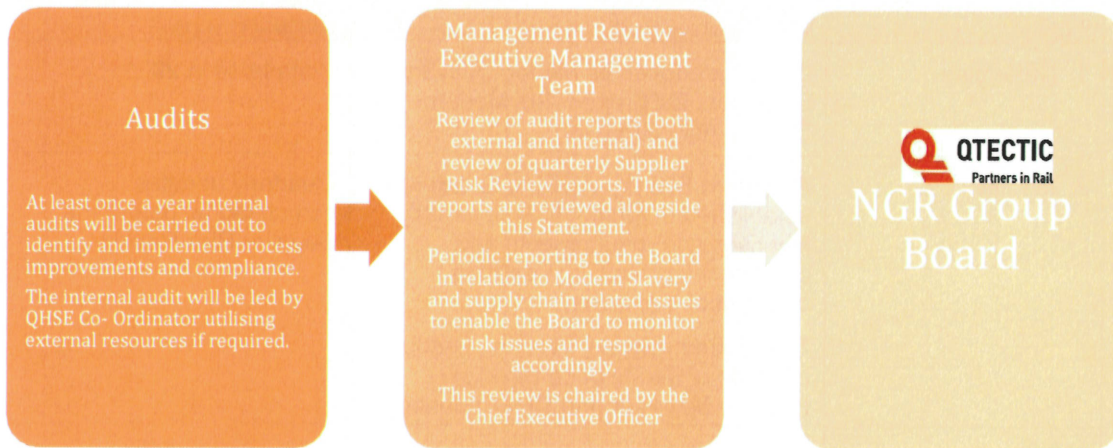 Audits
At least once a year internal
audits will be carried out to
identify and implement process
improvements and compliance.
The internal audit will be led by
QHSE Co- Ordinator utilising
external resources if required.
Management Review -
Executive Management
Team
Review of audit reports (both
external and internal) and
review of quarterly Supplier
Risk Review reports. These
reports are reviewed alongside
this Statement.
Periodic reporting to the Board
in relation to Modern Slavery
and supply chain related issues
to enable the Board to monitor
risk issues and respond
accordingly.
This review is chaired by the
Chief Executive Officer
QTECTIC
Partners in Rail
NGR Group
Board